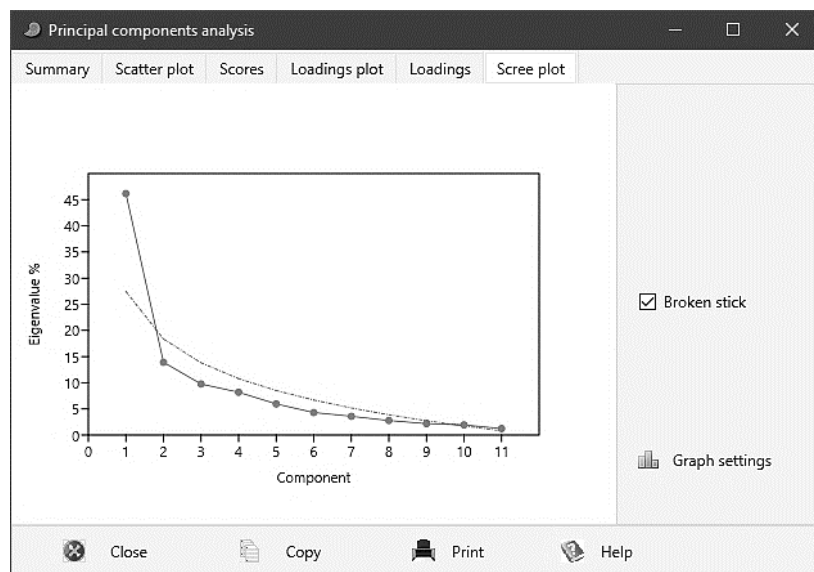 Principal components analysis
Summary Scatter plot Scores Loadings plot Loadings Scree plot
45
40
35
30
25
20
15
10
5
0
Eigenvalue %
0 1 2 3 4 5 6 7 8 9 10 11
Component
Broken stick
Graph settings
Close Copy Print Help